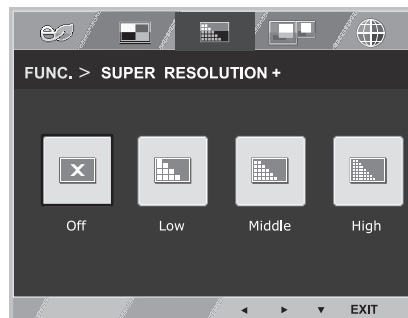 FUNC. > SUPER RESOLUTION +
Off Low Middle High
EXIT